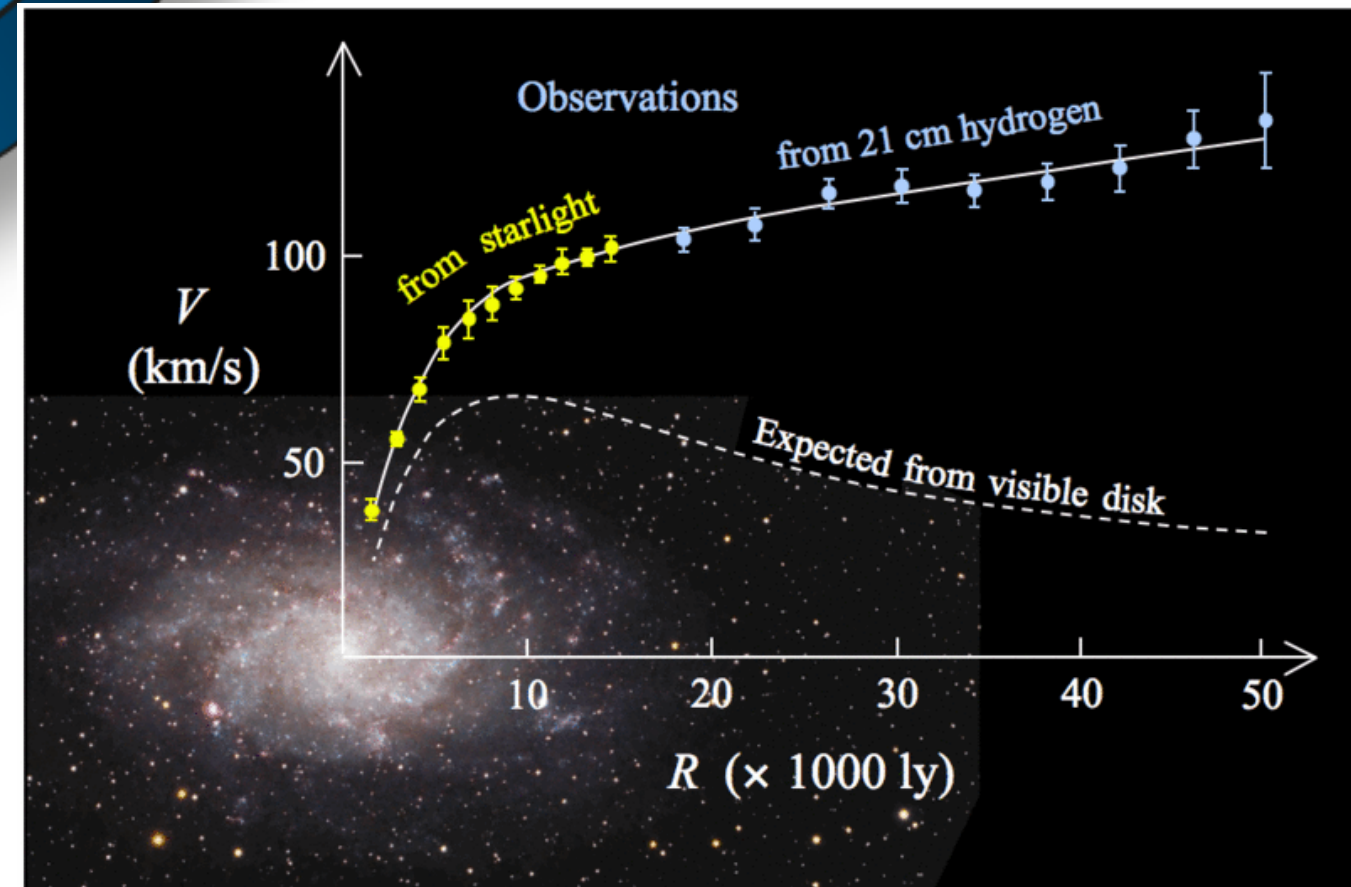 Observations
from 21 cm hydrogen
from starlight
100
V
(km/s)
50
Expected from visible disk
10
20
30
40
50
R (× 1000 ly)